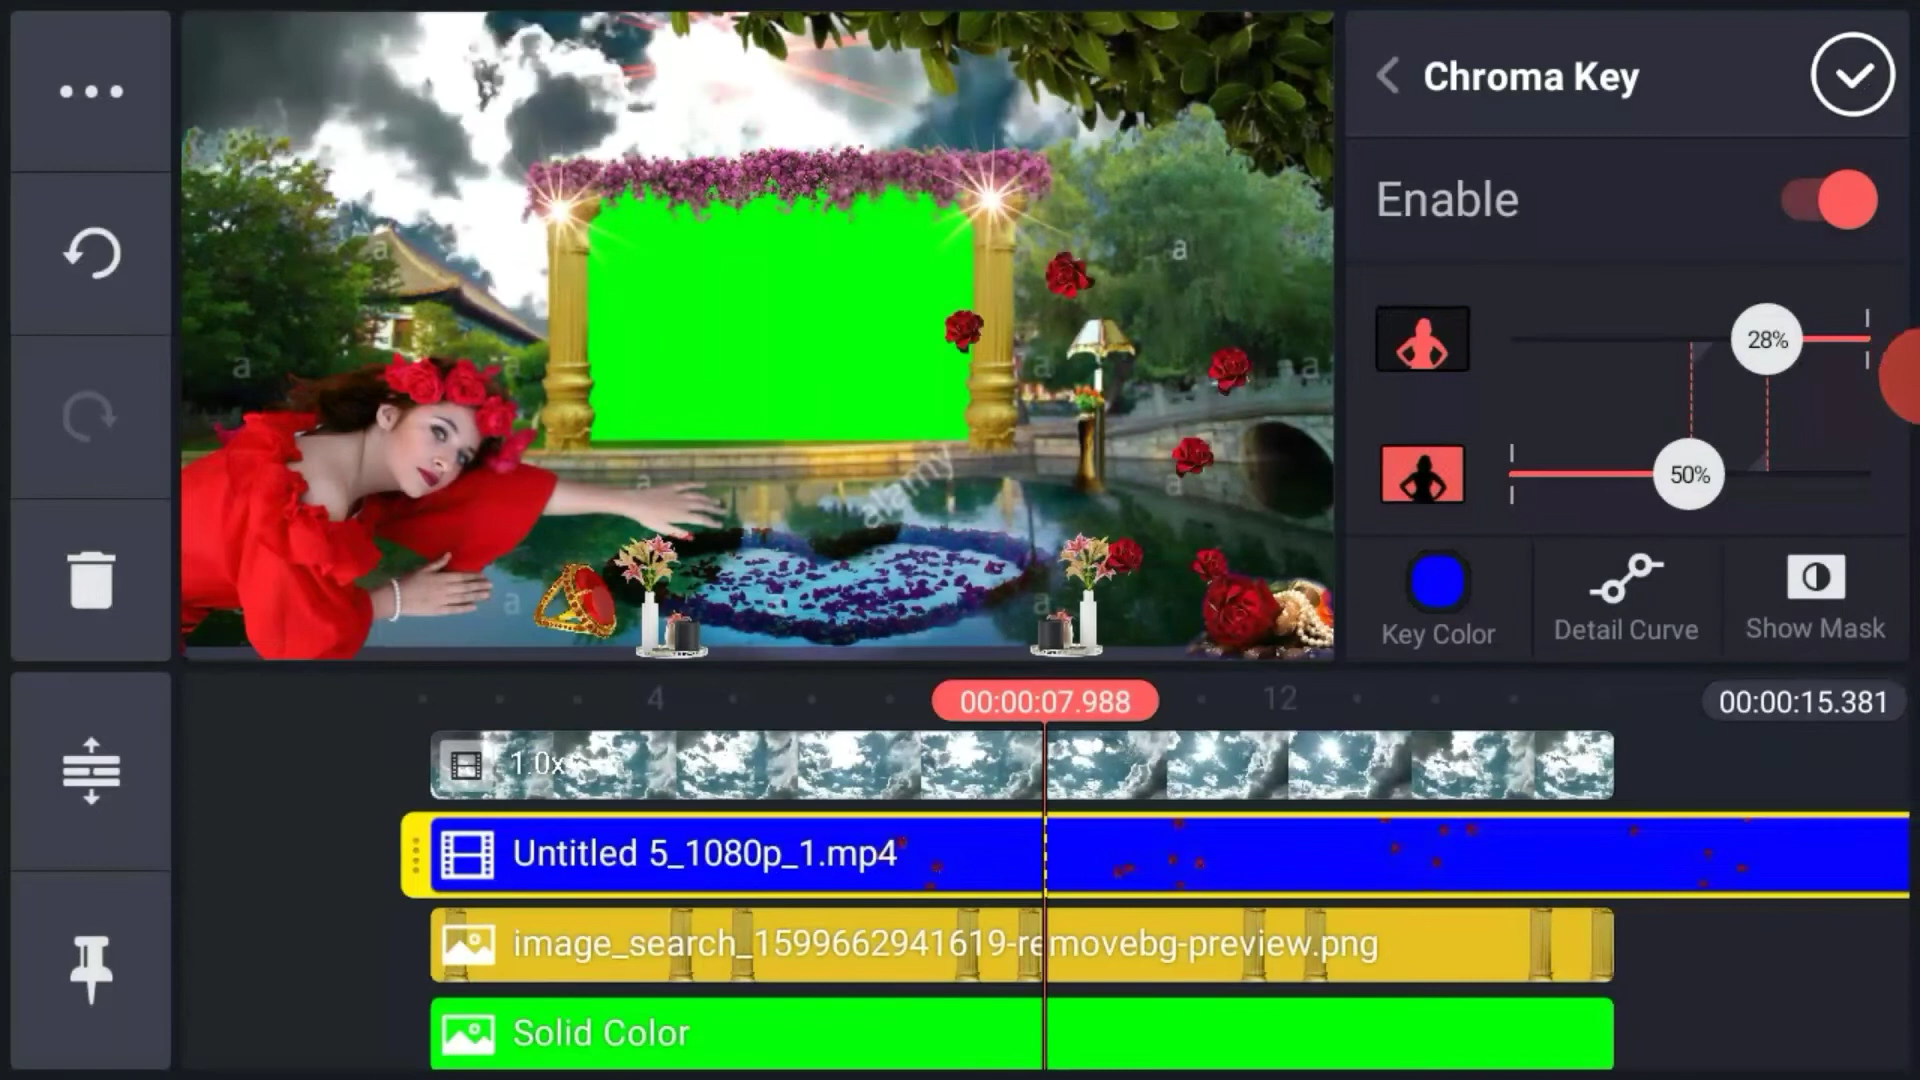 Chroma Key
Enable
28%
50%
Key Color
Detail Curve
Show Mask
a
a
a
a
a
a
a
a
a
a
alamy
4
00:00:07.988
12
00:00:15.381
1.0x
Untitled 5_1080p_1.mp4
image_search_1599662941619-removebg-preview.png
Solid Color